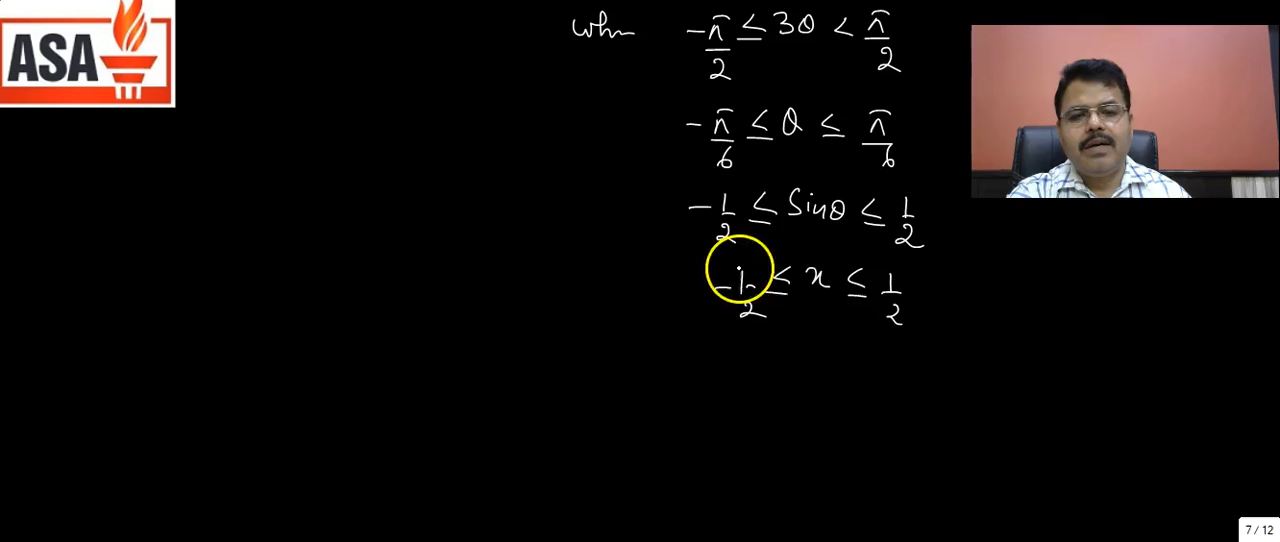 ASA
when -π/2 ≤ 3θ < π/2
-π/6 ≤ θ ≤ π/6
-1/2 ≤ Sinθ ≤ 1/2
-1/2 ≤ x ≤ 1/2
7 / 12